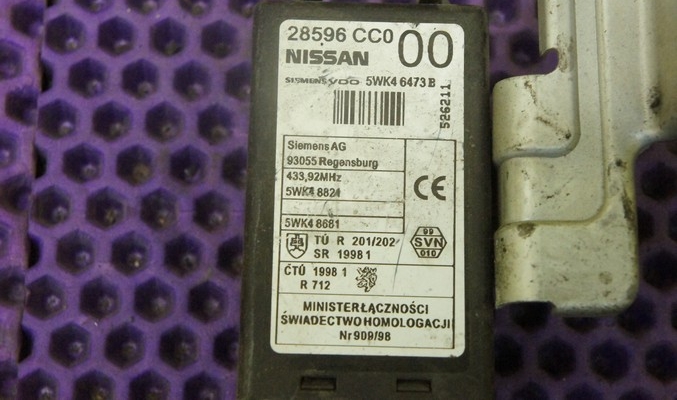 28596 CC0 00
NISSAN
SIEMENS VDO 5WK4 6473 B
526211
Siemens AG
93055 Regensburg
433,92MHz
5WK4 8821
5WK4 8681
CE
TÚ R 201/202
SR 1998 1
99
SVN
010
ČTÚ 1998 1
R 712
MINISTER ŁĄCZNOŚCI
ŚWIADECTWO HOMOLOGACJI
Nr 909/98